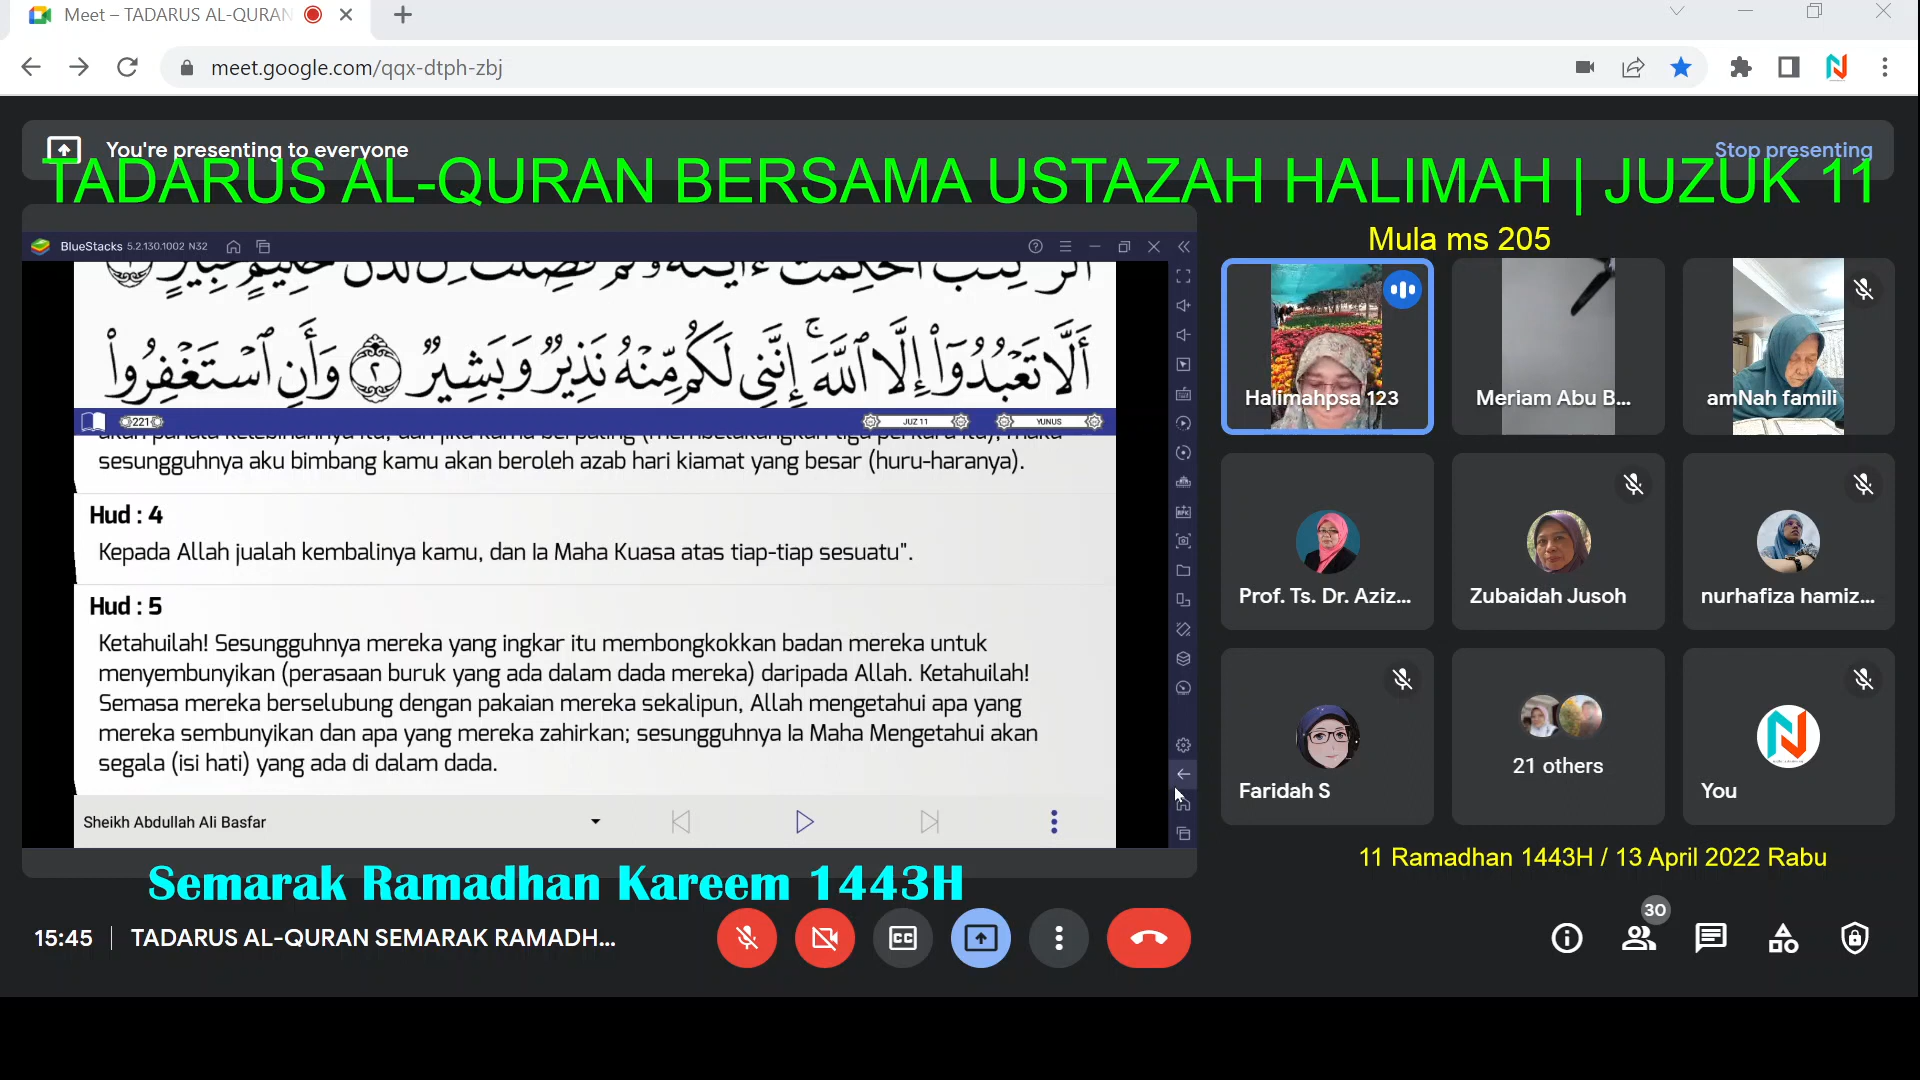 Meet – TADARUS AL-QURAN
meet.google.com/qqx-dtph-zbj
You're presenting to everyone
Stop presenting
TADARUS AL-QURAN BERSAMA USTAZAH HALIMAH | JUZUK 11
Mula ms 205
BlueStacks 5.2.130.1002 N32
أَلَّا تَعْبُدُوٓا۟ إِلَّا ٱللَّهَ ۚ إِنَّنِى لَكُم مِّنْهُ نَذِيرٌ وَبَشِيرٌ ٢ وَأَنِ ٱسْتَغْفِرُوا۟
221
JUZ 11
YUNUS
sesungguhnya aku bimbang kamu akan beroleh azab hari kiamat yang besar (huru-haranya).
Hud : 4
Kepada Allah jualah kembalinya kamu, dan Ia Maha Kuasa atas tiap-tiap sesuatu".
Hud : 5
Ketahuilah! Sesungguhnya mereka yang ingkar itu membongkokkan badan mereka untuk
menyembunyikan (perasaan buruk yang ada dalam dada mereka) daripada Allah. Ketahuilah!
Semasa mereka berselubung dengan pakaian mereka sekalipun, Allah mengetahui apa yang
mereka sembunyikan dan apa yang mereka zahirkan; sesungguhnya Ia Maha Mengetahui akan
segala (isi hati) yang ada di dalam dada.
Sheikh Abdullah Ali Basfar
Halimahpsa 123
Meriam Abu B...
amNah famili
Prof. Ts. Dr. Aziz...
Zubaidah Jusoh
nurhafiza hamiz...
Faridah S
21 others
You
11 Ramadhan 1443H / 13 April 2022 Rabu
Semarak Ramadhan Kareem 1443H
15:45
TADARUS AL-QURAN SEMARAK RAMADH...
CC
30